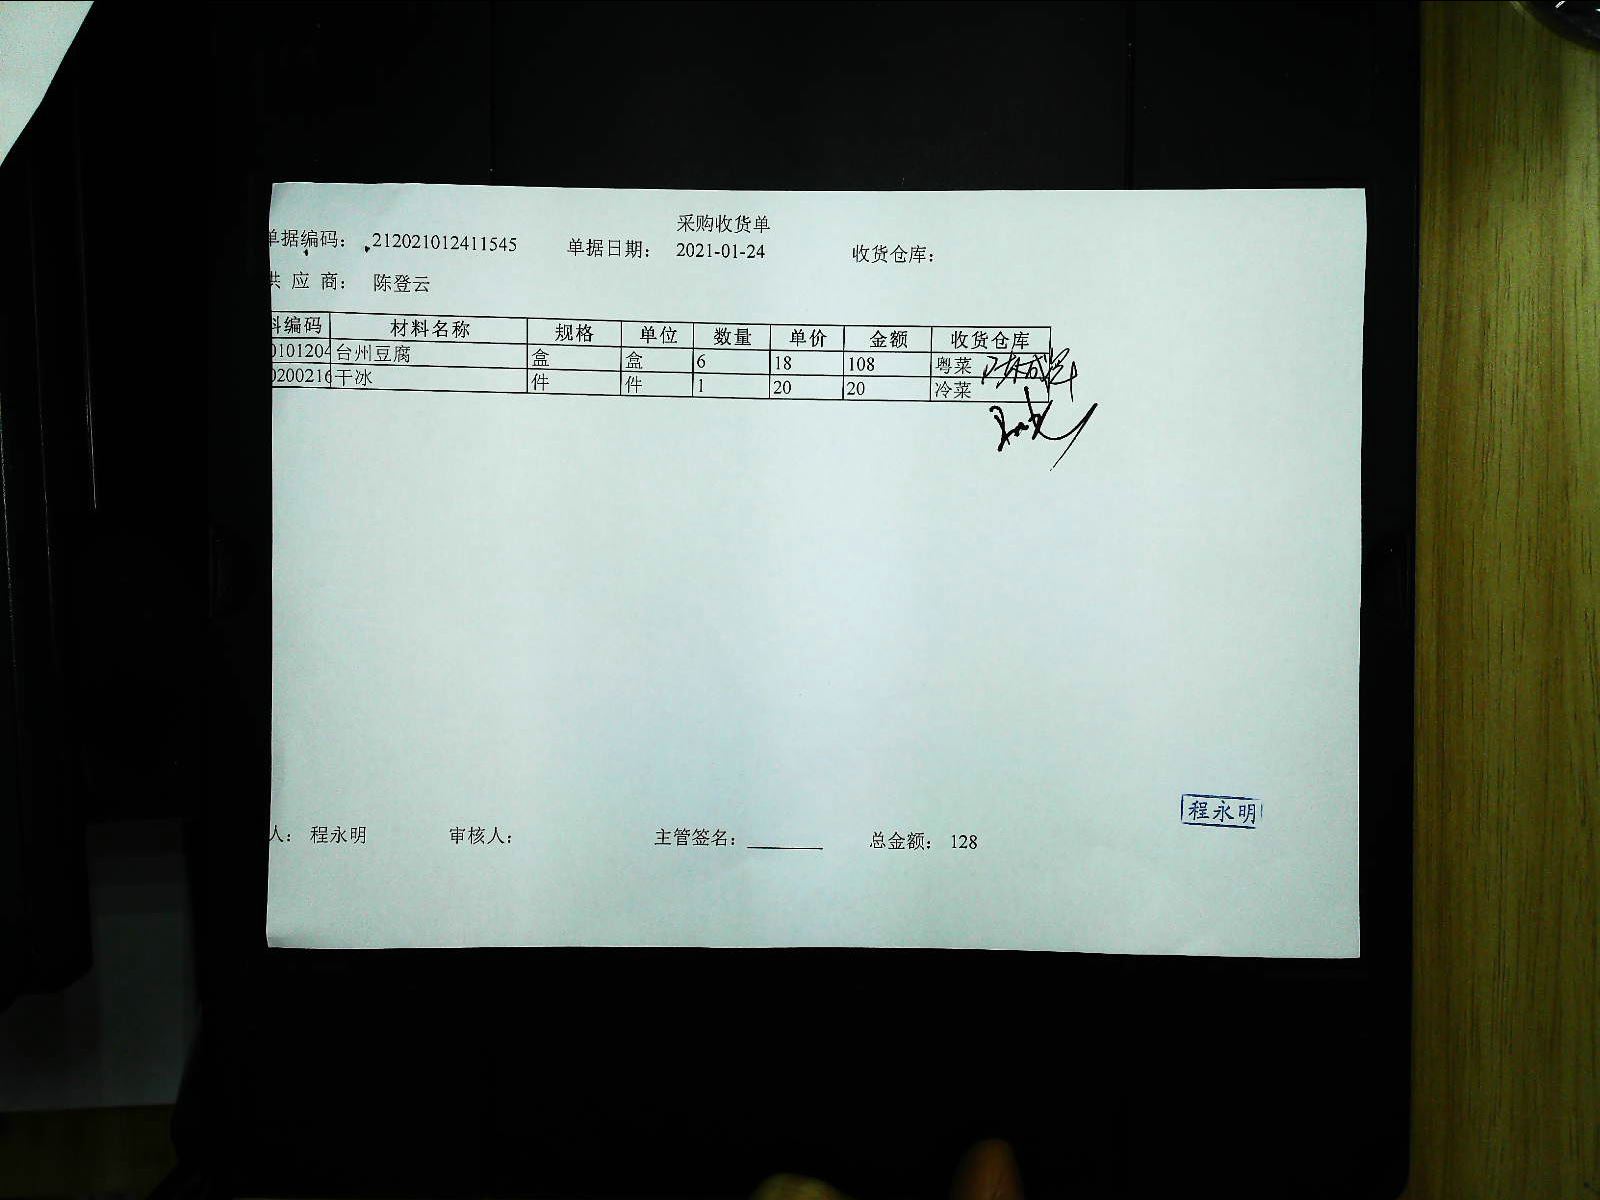 采购收货单
单据编码： 212021012411545 单据日期： 2021-01-24 收货仓库：
供 应 商： 陈登云
料编码 材料名称 规格 单位 数量 单价 金额 收货仓库
0101204 台州豆腐 盒 盒 6 18 108 粤菜
0200216 干冰 件 件 1 20 20 冷菜
程永明
人： 程永明 审核人： 主管签名： 总金额： 128